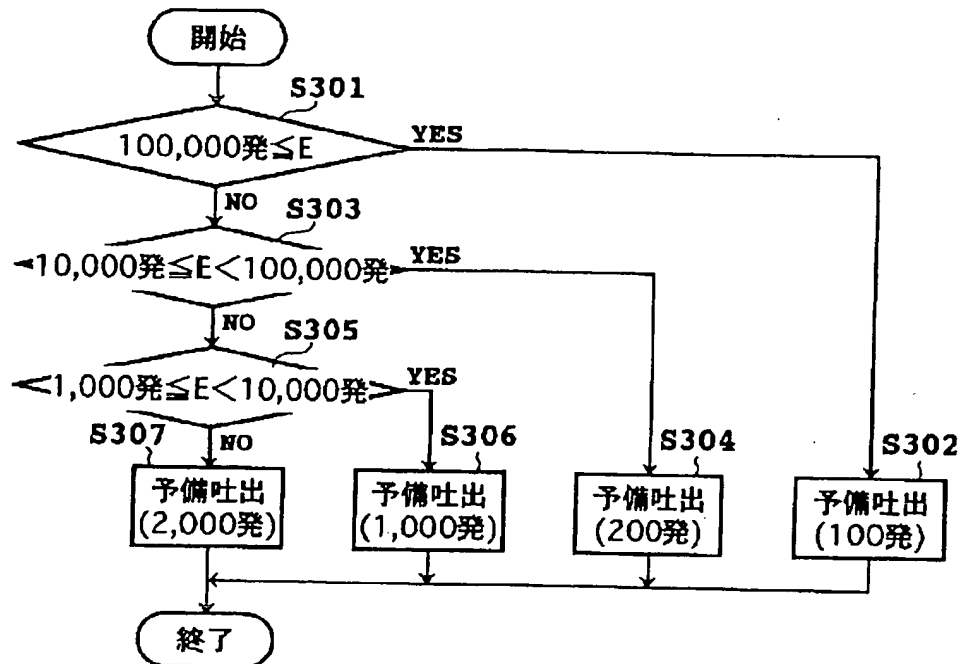 開始
S301
100,000発≦E
YES
NO
S303
10,000発≦E＜100,000発
YES
NO
S305
1,000発≦E＜10,000発
YES
NO
S307
予備吐出
(2,000発)
S306
予備吐出
(1,000発)
S304
予備吐出
(200発)
S302
予備吐出
(100発)
終了